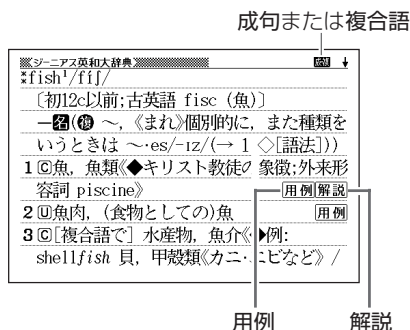 成句または複合語
ジーニアス英和大辞典
fish¹/fíʃ/
〔初12c以前;古英語 fisc (魚)〕
―名(複 ～, 《まれ》個別的に, また種類を
いうときは ～·es/-ɪz/(→ 1 ◇[語法]))
1 Ⓒ魚, 魚類《◆キリスト教徒の 象徴;外来形
容詞 piscine》 用例 解説
2 Ⓤ魚肉, (食物としての)魚 用例
3 Ⓒ[複合語で] 水産物, 魚介《◆例:
shellfish 貝, 甲殻類《カニ·エビなど》 /
用例 解説